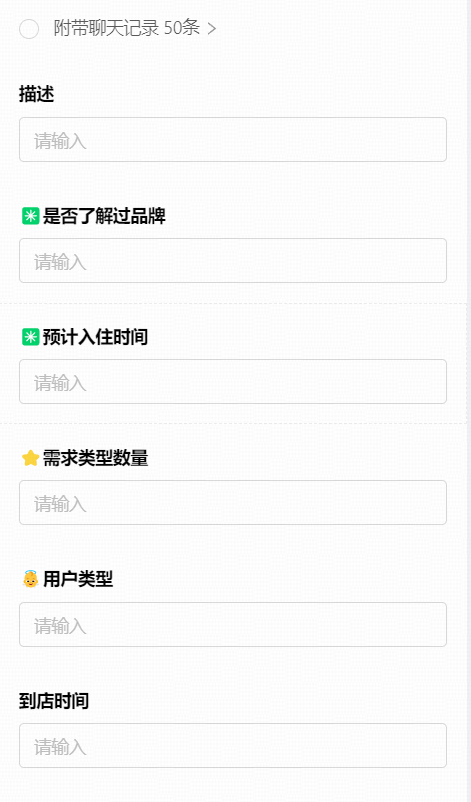 附带聊天记录 50条 >
描述
请输入
✳️是否了解过品牌
请输入
✳️预计入住时间
请输入
⭐需求类型数量
请输入
👼用户类型
请输入
到店时间
请输入